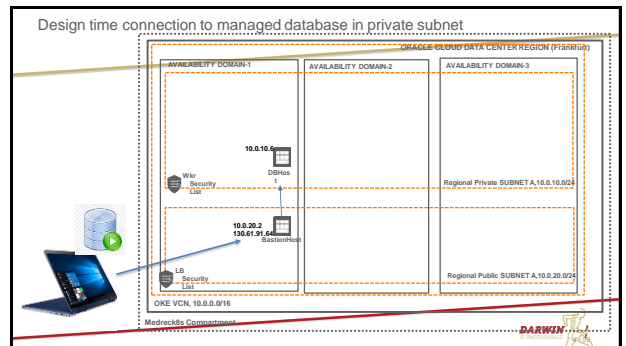 Design time connection to managed database in private subnet
ORACLE CLOUD DATA CENTER REGION (Frankfurt)
AVAILABILITY DOMAIN-1
AVAILABILITY DOMAIN-2
AVAILABILITY DOMAIN-3
10.0.10.6
DBHos
t
Wkr
Security
List
Regional Private SUBNET A,10.0.10.0/24
10.0.20.2
130.61.91.64
BastionHost
LB
Security
List
Regional Public SUBNET A,10.0.20.0/24
OKE VCN, 10.0.0.0/16
Medreck8s Compartment
DARWIN
IT PROFESSIONALS